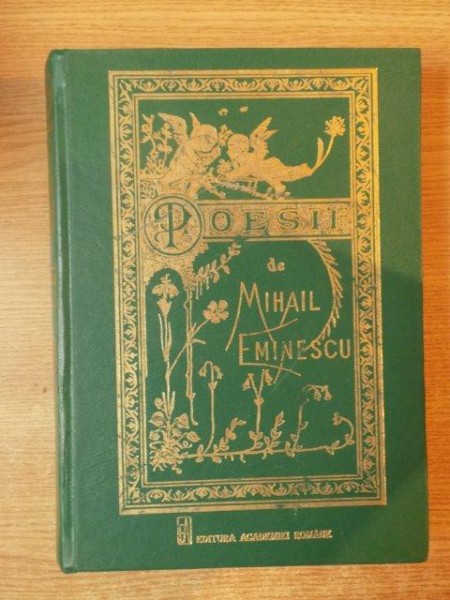 POESII
de
MIHAIL
EMINESCU
EDITURA ACADEMIEI ROMÂNE